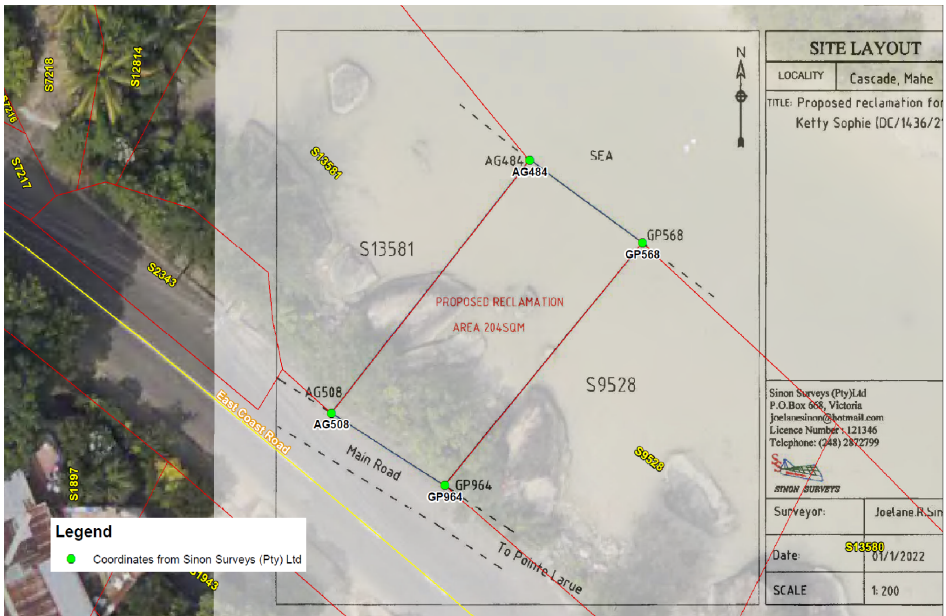 S7218
S12814
S7216
S7217
S2343
S13581
S13581
AG484
AG484
SEA
GP568
GP568
PROPOSED RECLAMATION
AREA 204SQM
S9528
S9528
AG508
AG508
East Coast Road
Main Road
GP964
GP964
To Pointe Larue
S1897
S1943
N
SITE LAYOUT
LOCALITY
Cascade, Mahe
TITLE: Proposed reclamation for
Ketty Sophie (DC/1436/21
Sinon Surveys (Pty)Ltd
P.O.Box 668, Victoria
joelanesinon@hotmail.com
Licence Number : 121346
Telephone: (248) 2872799
SINON SURVEYS
Surveyor:
Joelane.R.Sin
Date:
01/1/2022
S13580
SCALE
1: 200
Legend
Coordinates from Sinon Surveys (Pty) Ltd